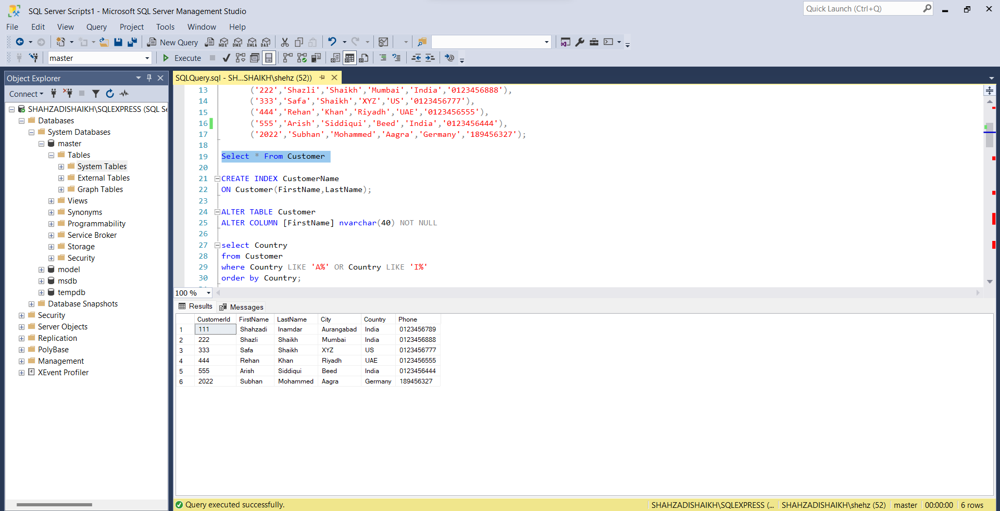 SQL Server Scripts1 - Microsoft SQL Server Management Studio
Quick Launch (Ctrl+Q)
File Edit View Query Project Tools Window Help
New Query MDX DMX XMLA DAX
master Execute
Object Explorer
Connect
SHAHZADISHAIKH\SQLEXPRESS (SQL Se
Databases
System Databases
master
Tables
System Tables
External Tables
Graph Tables
Views
Synonyms
Programmability
Service Broker
Storage
Security
model
msdb
tempdb
Database Snapshots
Security
Server Objects
Replication
PolyBase
Management
XEvent Profiler
SQLQuery.sql - SH...SHAIKH\shehz (52))
13 ('222','Shazli','Shaikh','Mumbai','India','0123456888'),
14 ('333','Safa','Shaikh','XYZ','US','0123456777'),
15 ('444','Rehan','Khan','Riyadh','UAE','0123456555'),
16 ('555','Arish','Siddiqui','Beed','India','0123456444'),
17 ('2022','Subhan','Mohammed','Aagra','Germany','189456327');
18
19 Select * From Customer
20
21 CREATE INDEX CustomerName
22 ON Customer(FirstName,LastName);
23
24 ALTER TABLE Customer
25 ALTER COLUMN [FirstName] nvarchar(40) NOT NULL
26
27 select Country
28 from Customer
29 where Country LIKE 'A%' OR Country LIKE 'I%'
30 order by Country;
100 %
Results Messages
CustomerId FirstName LastName City Country Phone
1 111 Shahzadi Inamdar Aurangabad India 0123456789
2 222 Shazli Shaikh Mumbai India 0123456888
3 333 Safa Shaikh XYZ US 0123456777
4 444 Rehan Khan Riyadh UAE 0123456555
5 555 Arish Siddiqui Beed India 0123456444
6 2022 Subhan Mohammed Aagra Germany 189456327
Query executed successfully.
SHAHZADISHAIKH\SQLEXPRESS (... SHAHZADISHAIKH\shehz (52) master 00:00:00 6 rows